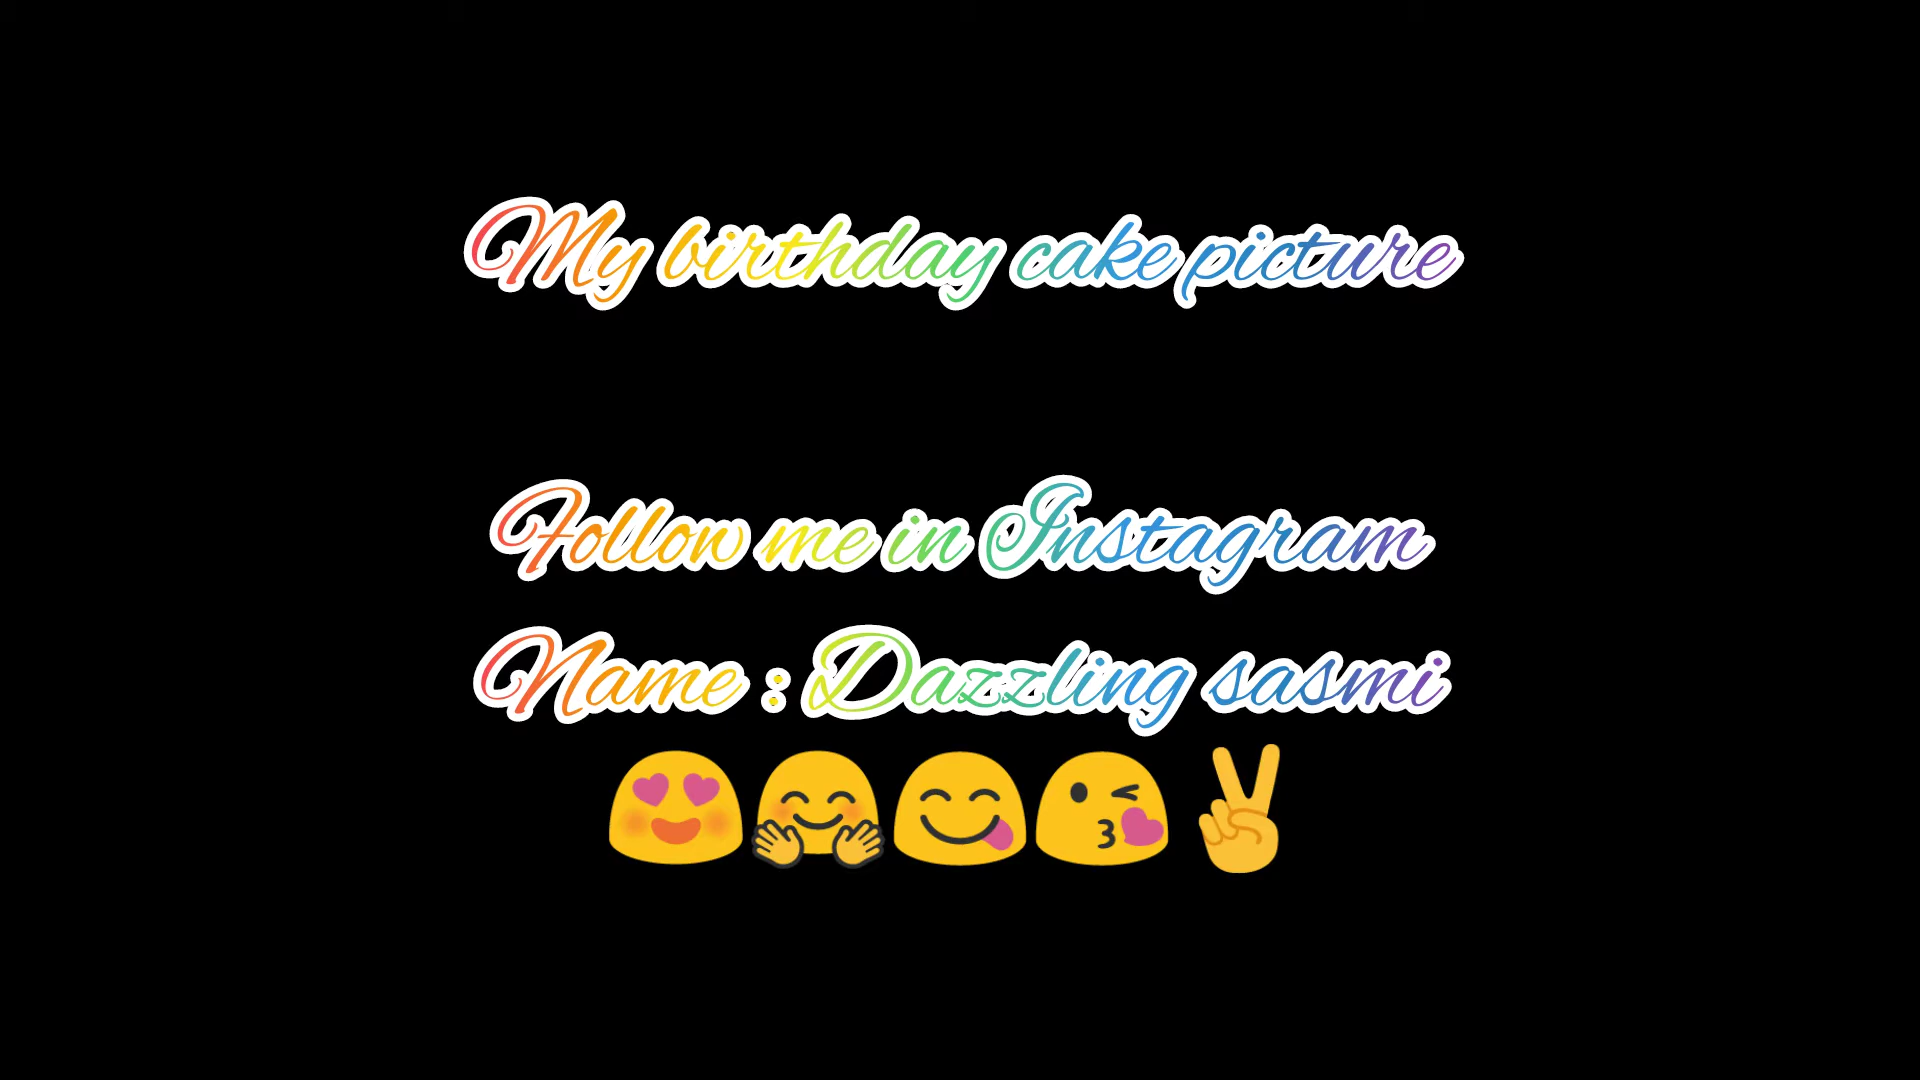 My birthday cake picture
Follow me in Instagram
Name : Dazzling sasmi
😍🤗😋😘✌